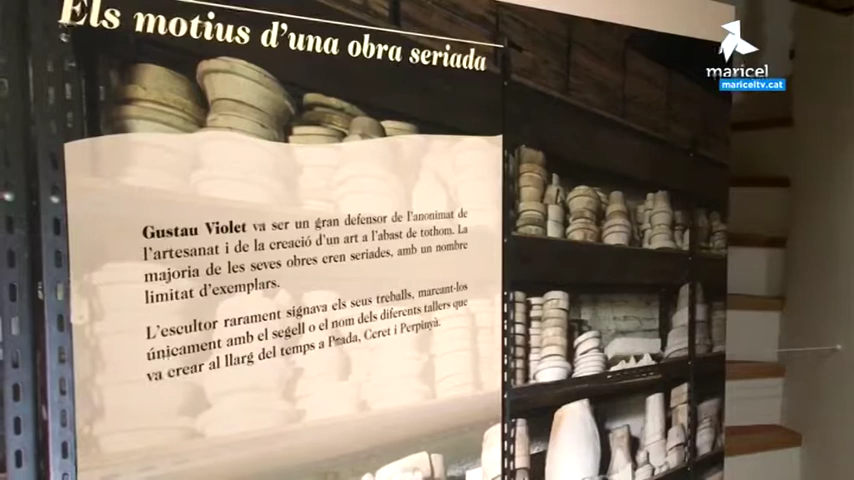 Els motius d'una obra seriada
maricel
mariceltv.cat
Gustau Violet va ser un gran defensor de l'anonimat de
l'artesanat i de la creació d'un art a l'abast de tothom. La
majoria de les seves obres eren seriades, amb un nombre
limitat d'exemplars.
L'escultor rarament signava els seus treballs, marcant-los
únicament amb el segell o el nom dels diferents tallers que
va crear al llarg del temps a Prada, Ceret i Perpinyà.